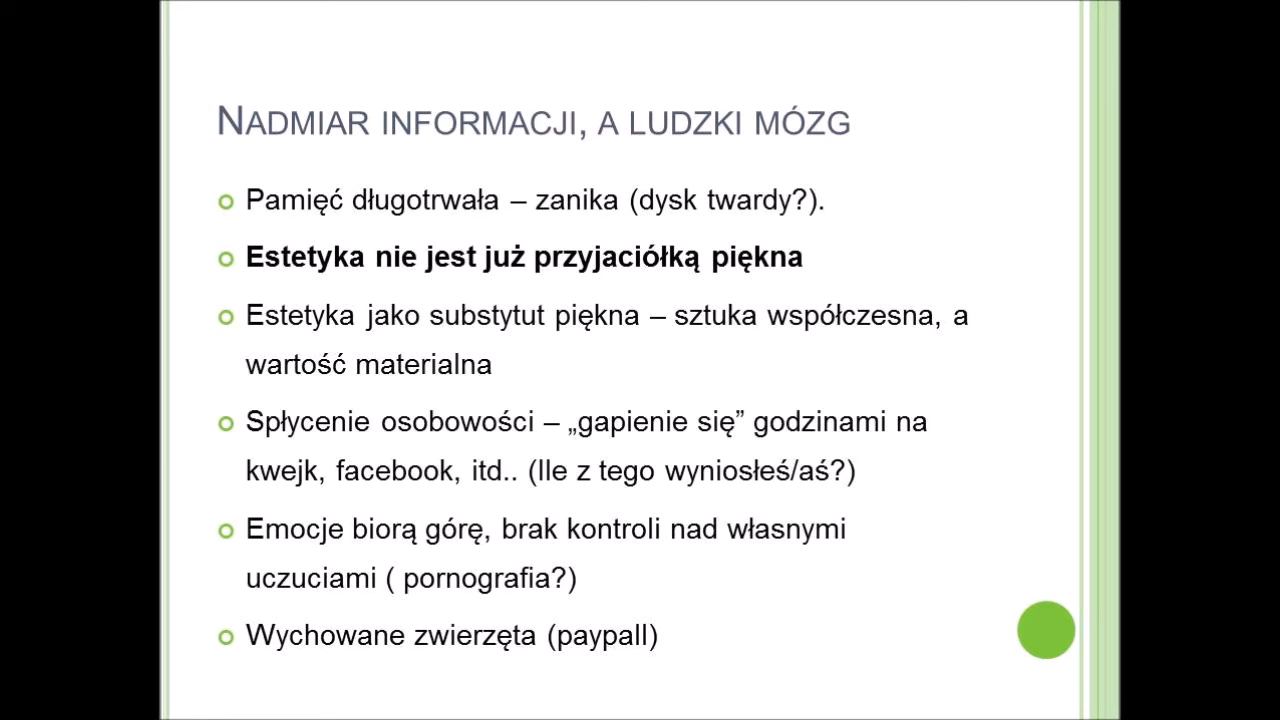 NADMIAR INFORMACJI, A LUDZKI MÓZG
Pamięć długotrwała – zanika (dysk twardy?).
Estetyka nie jest już przyjaciółką piękna
Estetyka jako substytut piękna – sztuka współczesna, a
wartość materialna
Spłycenie osobowości – „gapienie się” godzinami na
kwejk, facebook, itd.. (Ile z tego wyniosłeś/aś?)
Emocje biorą górę, brak kontroli nad własnymi
uczuciami ( pornografia?)
Wychowane zwierzęta (paypall)